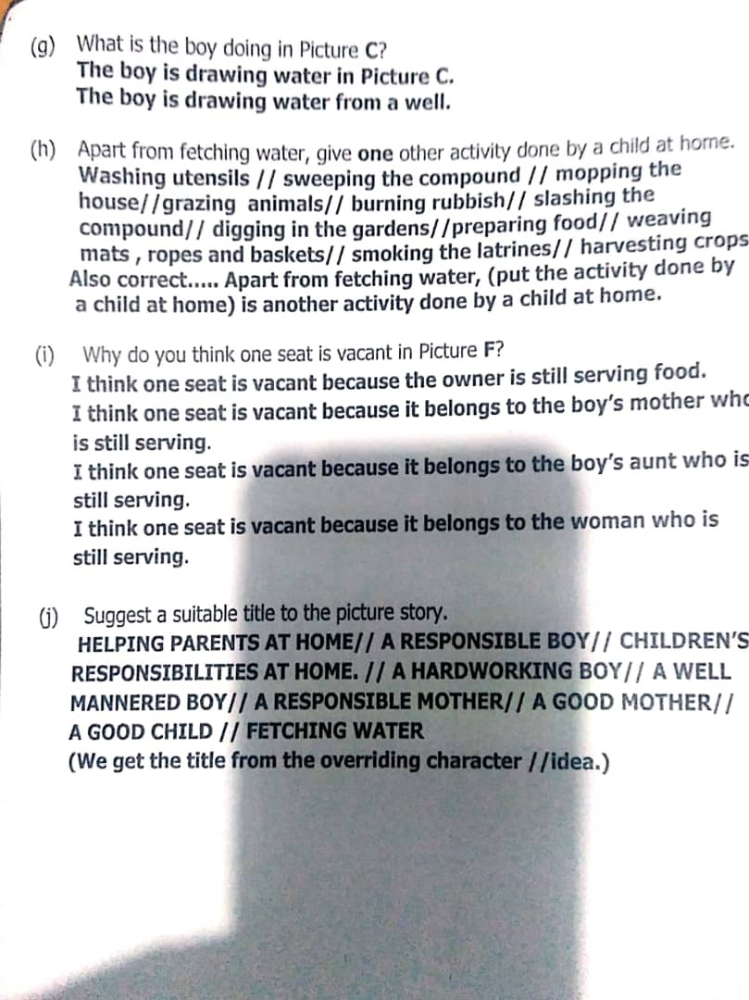 (g) What is the boy doing in Picture C?
The boy is drawing water in Picture C.
The boy is drawing water from a well.
(h) Apart from fetching water, give one other activity done by a child at home.
Washing utensils // sweeping the compound // mopping the
house//grazing animals// burning rubbish// slashing the
compound// digging in the gardens//preparing food// weaving
mats , ropes and baskets// smoking the latrines// harvesting crops
Also correct..... Apart from fetching water, (put the activity done by
a child at home) is another activity done by a child at home.
(i) Why do you think one seat is vacant in Picture F?
I think one seat is vacant because the owner is still serving food.
I think one seat is vacant because it belongs to the boy's mother who
is still serving.
I think one seat is vacant because it belongs to the boy's aunt who is
still serving.
I think one seat is vacant because it belongs to the woman who is
still serving.
(j) Suggest a suitable title to the picture story.
HELPING PARENTS AT HOME// A RESPONSIBLE BOY// CHILDREN'S
RESPONSIBILITIES AT HOME. // A HARDWORKING BOY// A WELL
MANNERED BOY// A RESPONSIBLE MOTHER// A GOOD MOTHER//
A GOOD CHILD // FETCHING WATER
(We get the title from the overriding character //idea.)